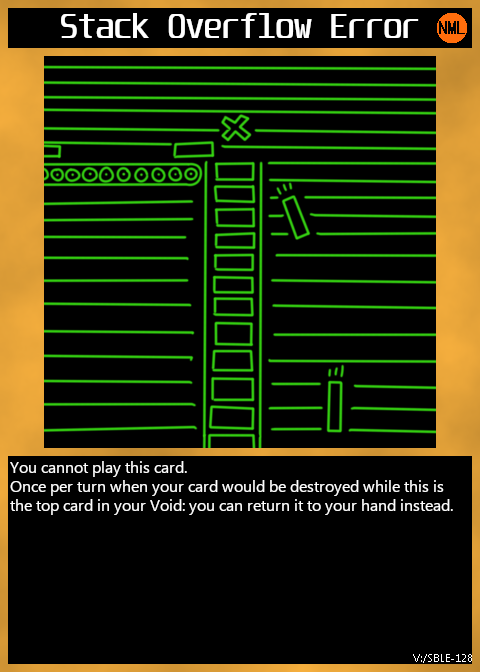 Stack Overflow Error
NML
You cannot play this card.
Once per turn when your card would be destroyed while this is
the top card in your Void: you can return it to your hand instead.
V:/SBLE-128